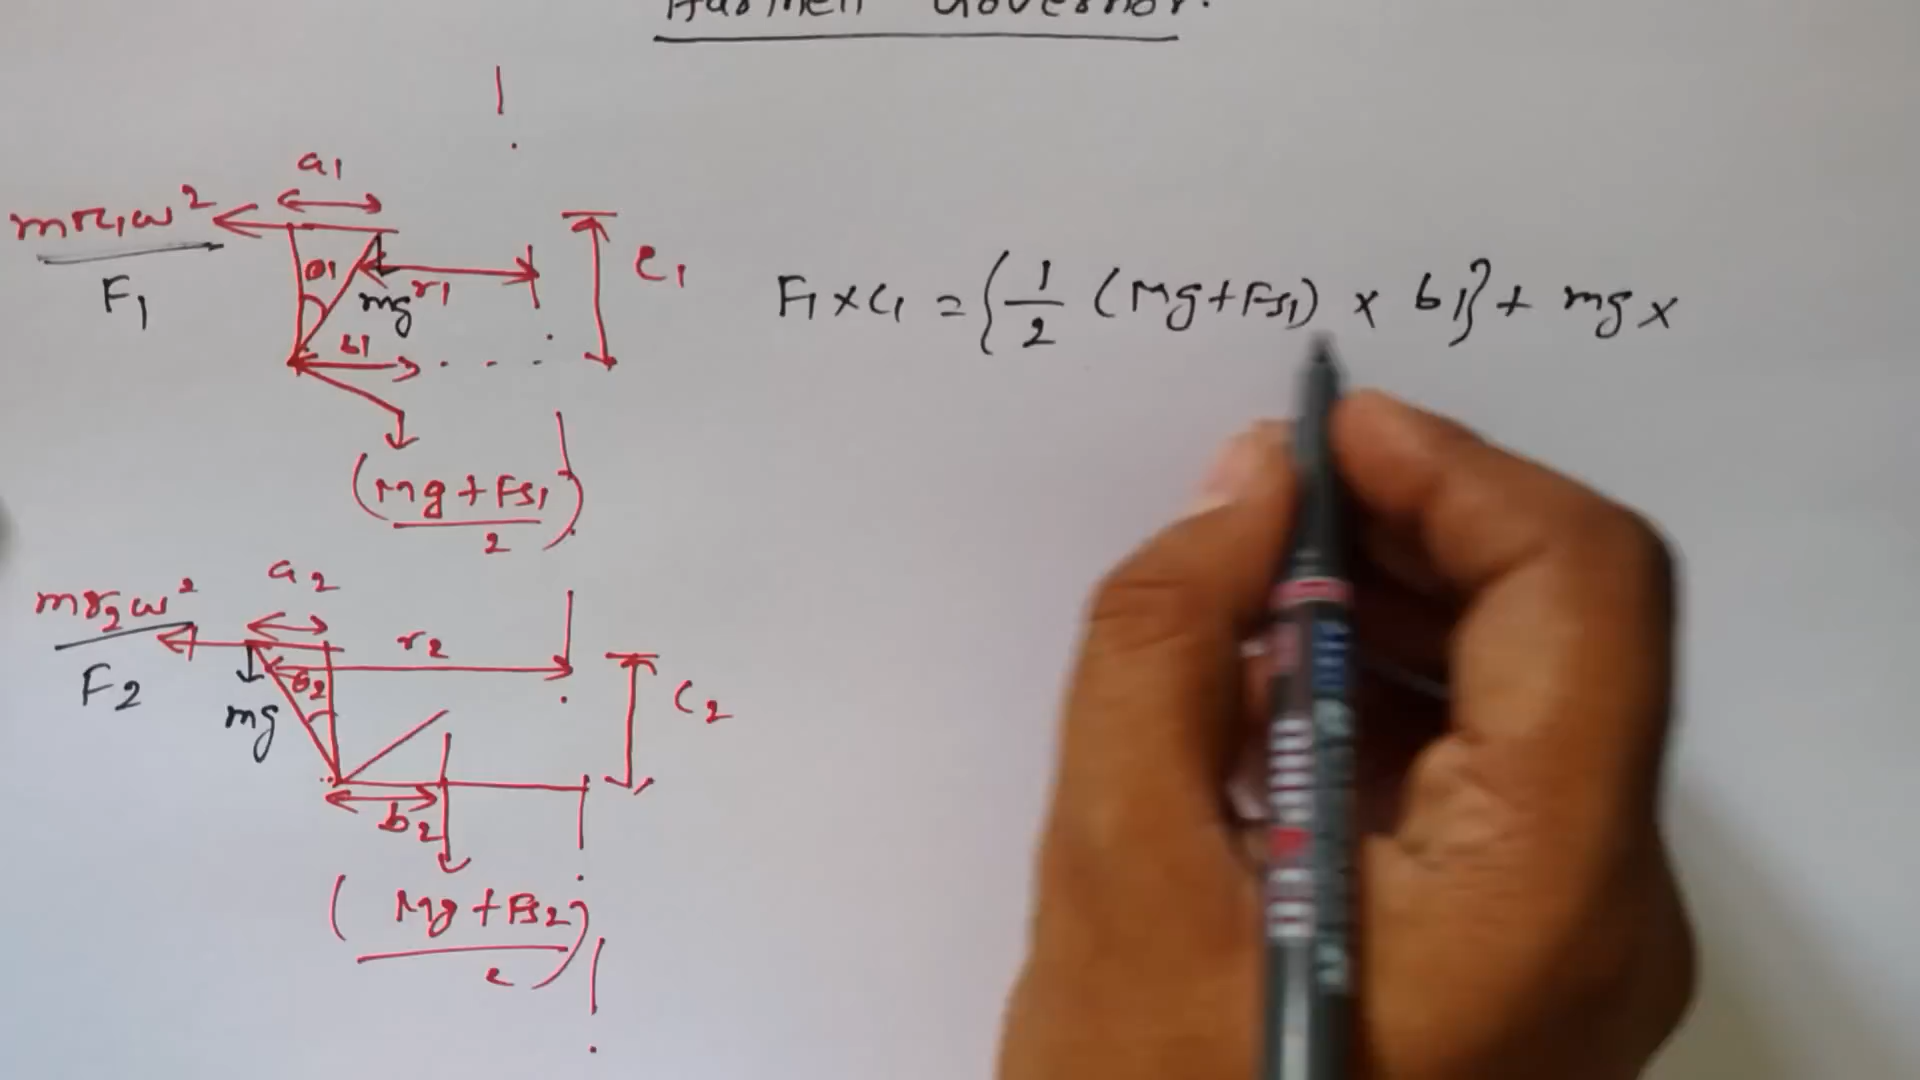 Governor.
a1
mr1ω²
F1
θ1
mg
r1
c1
b1
(Mg+Fs1)
2
F1 × c1 = {1/2 (Mg+Fs1) × b1} + mg ×
a2
mr2ω²
F2
r2
θ2
mg
c2
b2
(Mg+Fs2)
2